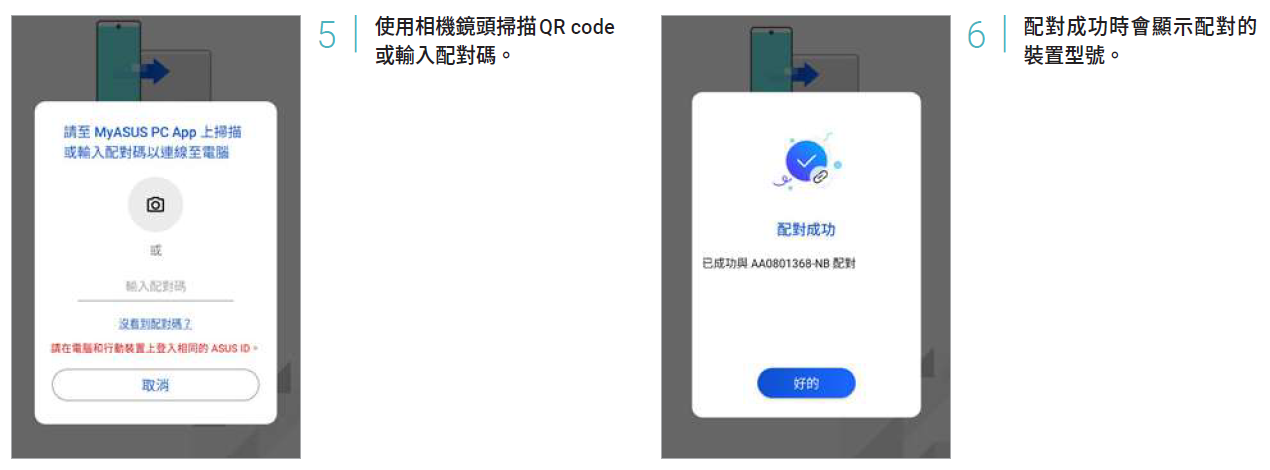 5
使用相機鏡頭掃描QR code
或輸入配對碼。
請至 MyASUS PC App 上掃描
或輸入配對碼以連線至電腦
或
輸入配對碼
沒看到配對碼？
請在電腦和行動裝置上登入相同的 ASUS ID。
取消
6
配對成功時會顯示配對的
裝置型號。
配對成功
已成功與 AA0801368-NB 配對
好的